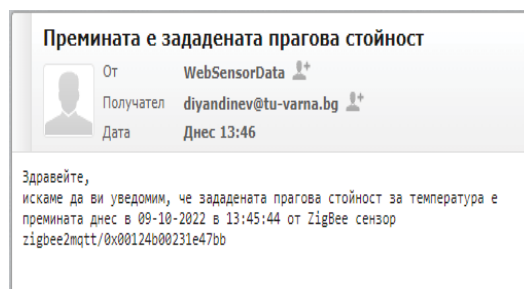 Премината е зададената прагова стойност
От WebSensorData
Получател diyandinev@tu-varna.bg
Дата Днес 13:46
Здравейте,
искаме да ви уведомим, че зададената прагова стойност за температура е
премината днес в 09-10-2022 в 13:45:44 от ZigBee сензор
zigbee2mqtt/0x00124b00231e47bb